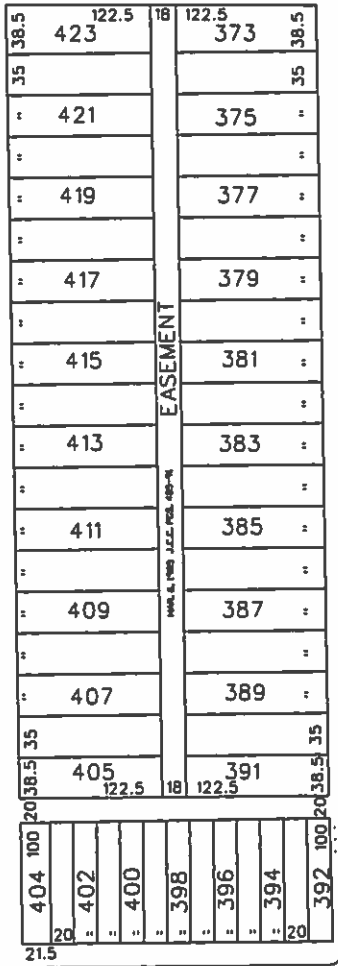 122.5 18 122.5
38.5 423 373 38.5
35 35
" 421 375 "
" "
" 419 377 "
" "
" 417 379 "
" "
" 415 381 "
" "
" 413 383 "
" "
" 411 385 "
" "
" 409 387 "
" "
" 407 389 "
35 35
38.5 405 391 38.5
122.5 18 122.5
EASEMENT
J.C.C. PGS.
20 20
100 100
404 402 400 398 396 394 392
20 " " " " " " " " 20
21.5